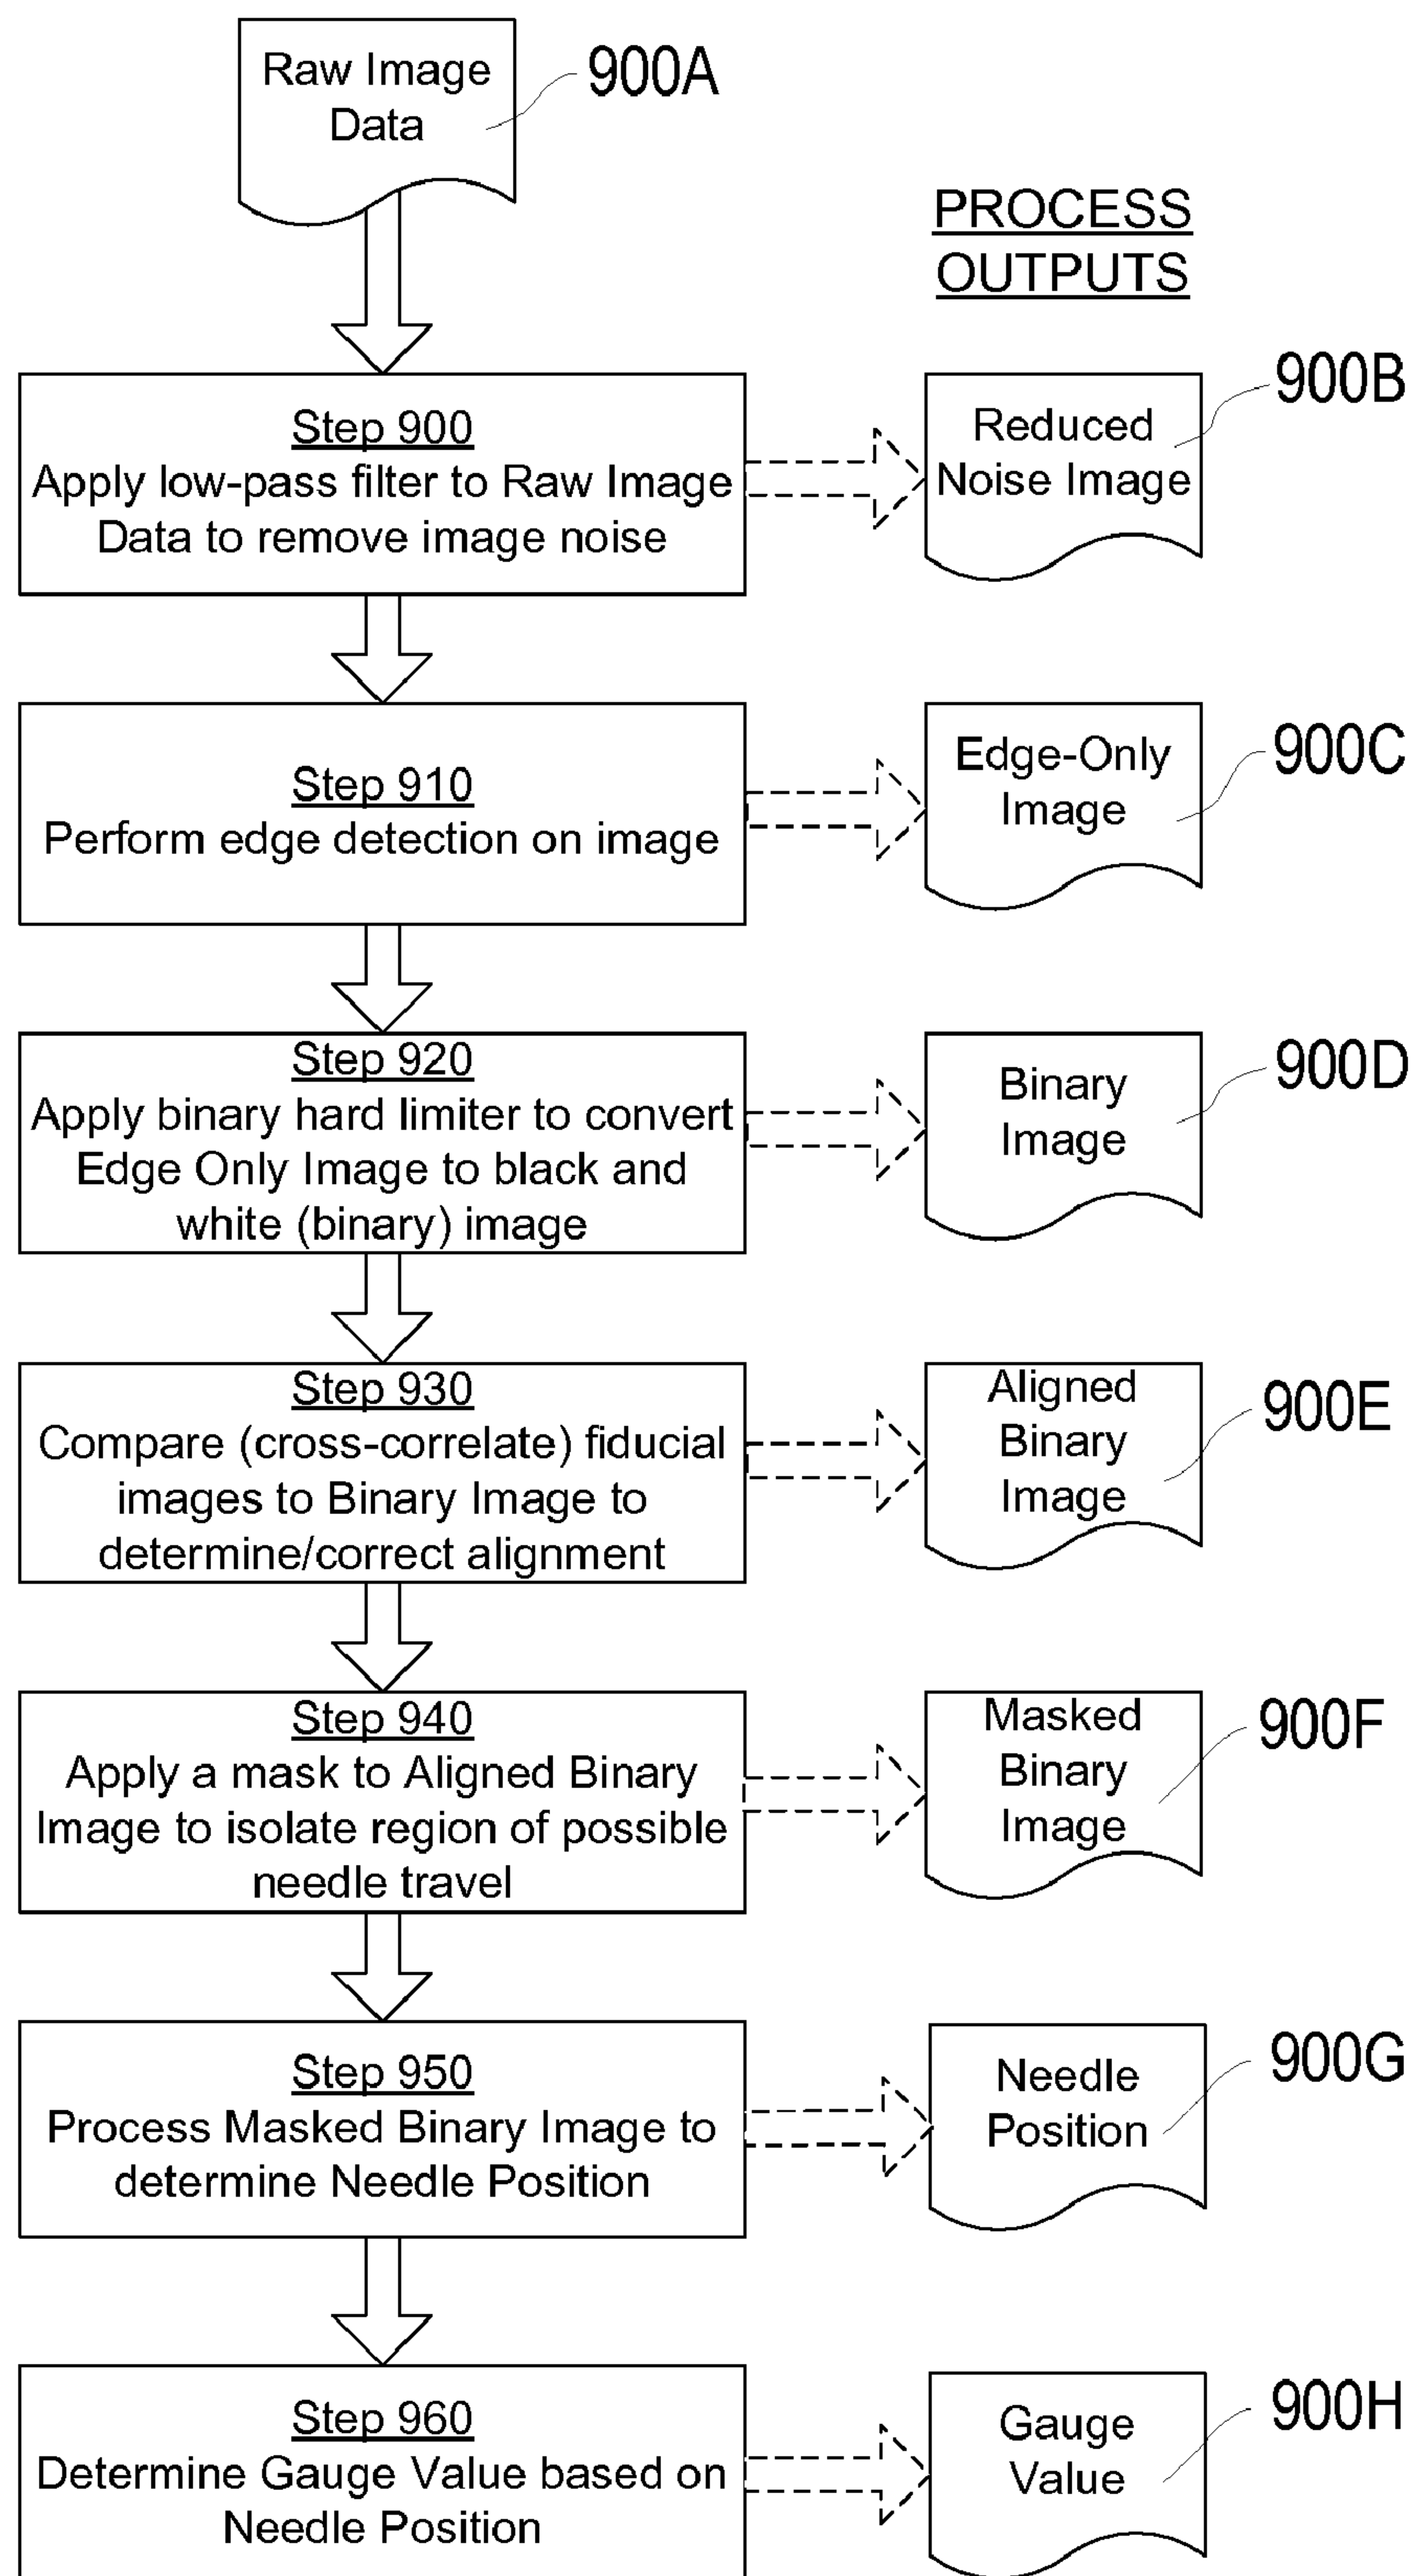 Raw Image
Data
900A
PROCESS
OUTPUTS
Step 900
Apply low-pass filter to Raw Image
Data to remove image noise
Reduced
Noise Image
900B
Step 910
Perform edge detection on image
Edge-Only
Image
900C
Step 920
Apply binary hard limiter to convert
Edge Only Image to black and
white (binary) image
Binary
Image
900D
Step 930
Compare (cross-correlate) fiducial
images to Binary Image to
determine/correct alignment
Aligned
Binary
Image
900E
Step 940
Apply a mask to Aligned Binary
Image to isolate region of possible
needle travel
Masked
Binary
Image
900F
Step 950
Process Masked Binary Image to
determine Needle Position
Needle
Position
900G
Step 960
Determine Gauge Value based on
Needle Position
Gauge
Value
900H